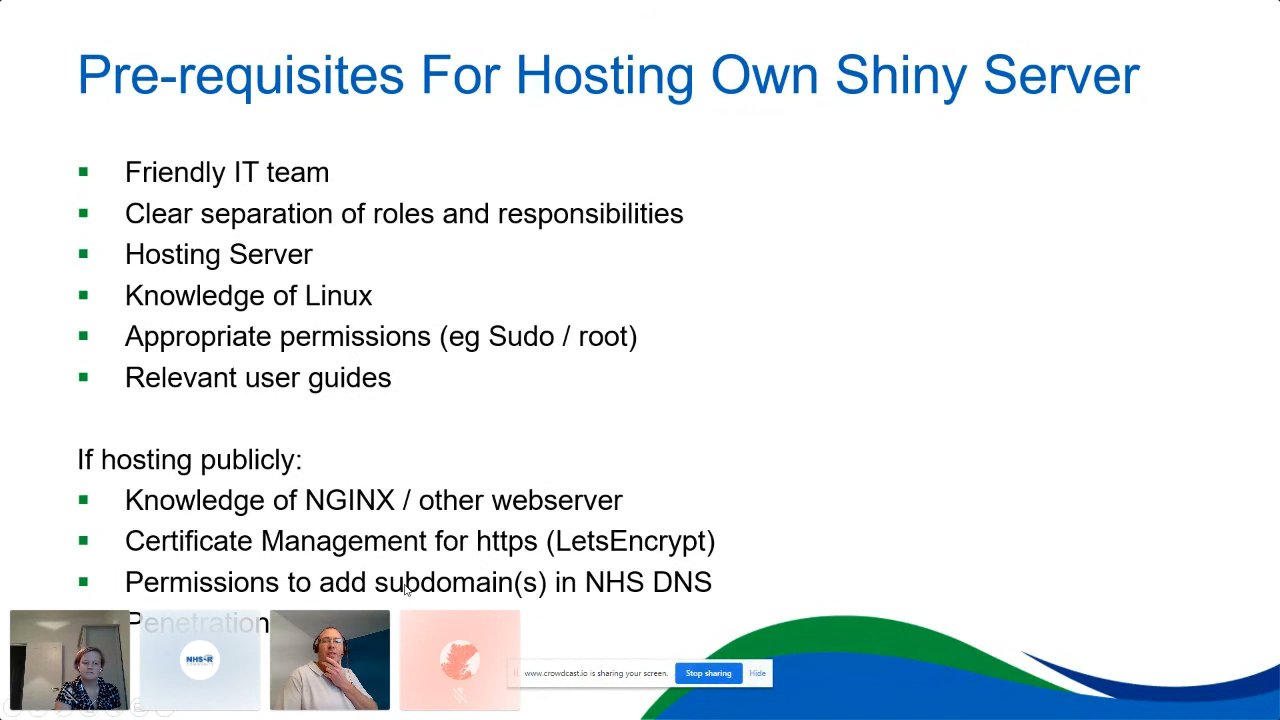 Pre-requisites For Hosting Own Shiny Server
Friendly IT team
Clear separation of roles and responsibilities
Hosting Server
Knowledge of Linux
Appropriate permissions (eg Sudo / root)
Relevant user guides
If hosting publicly:
Knowledge of NGINX / other webserver
Certificate Management for https (LetsEncrypt)
Permissions to add subdomain(s) in NHS DNS
Penetration
NHS-R
COMMUNITY
www.crowdcast.io is sharing your screen.
Stop sharing
Hide